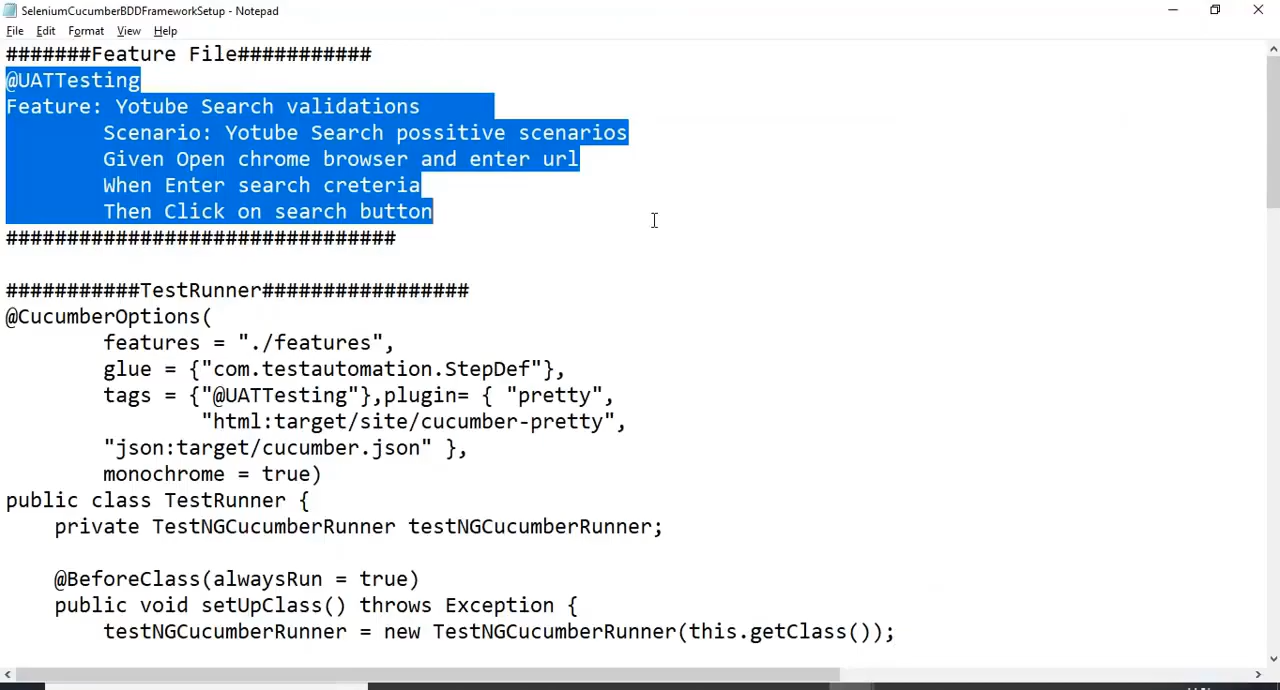 SeleniumCucumberBDDFrameworkSetup - Notepad
File Edit Format View Help
#######Feature File###########
@UATTesting
Feature: Yotube Search validations
Scenario: Yotube Search possitive scenarios
Given Open chrome browser and enter url
When Enter search creteria
Then Click on search button
################################
###########TestRunner#################
@CucumberOptions(
features = "./features",
glue = {"com.testautomation.StepDef"},
tags = {"@UATTesting"},plugin= { "pretty",
"html:target/site/cucumber-pretty",
"json:target/cucumber.json" },
monochrome = true)
public class TestRunner {
private TestNGCucumberRunner testNGCucumberRunner;
@BeforeClass(alwaysRun = true)
public void setUpClass() throws Exception {
testNGCucumberRunner = new TestNGCucumberRunner(this.getClass());